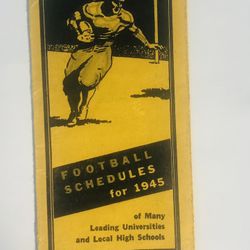 FOOTBALL
SCHEDULES
for 1945
of Many
Leading Universities
and Local High Schools